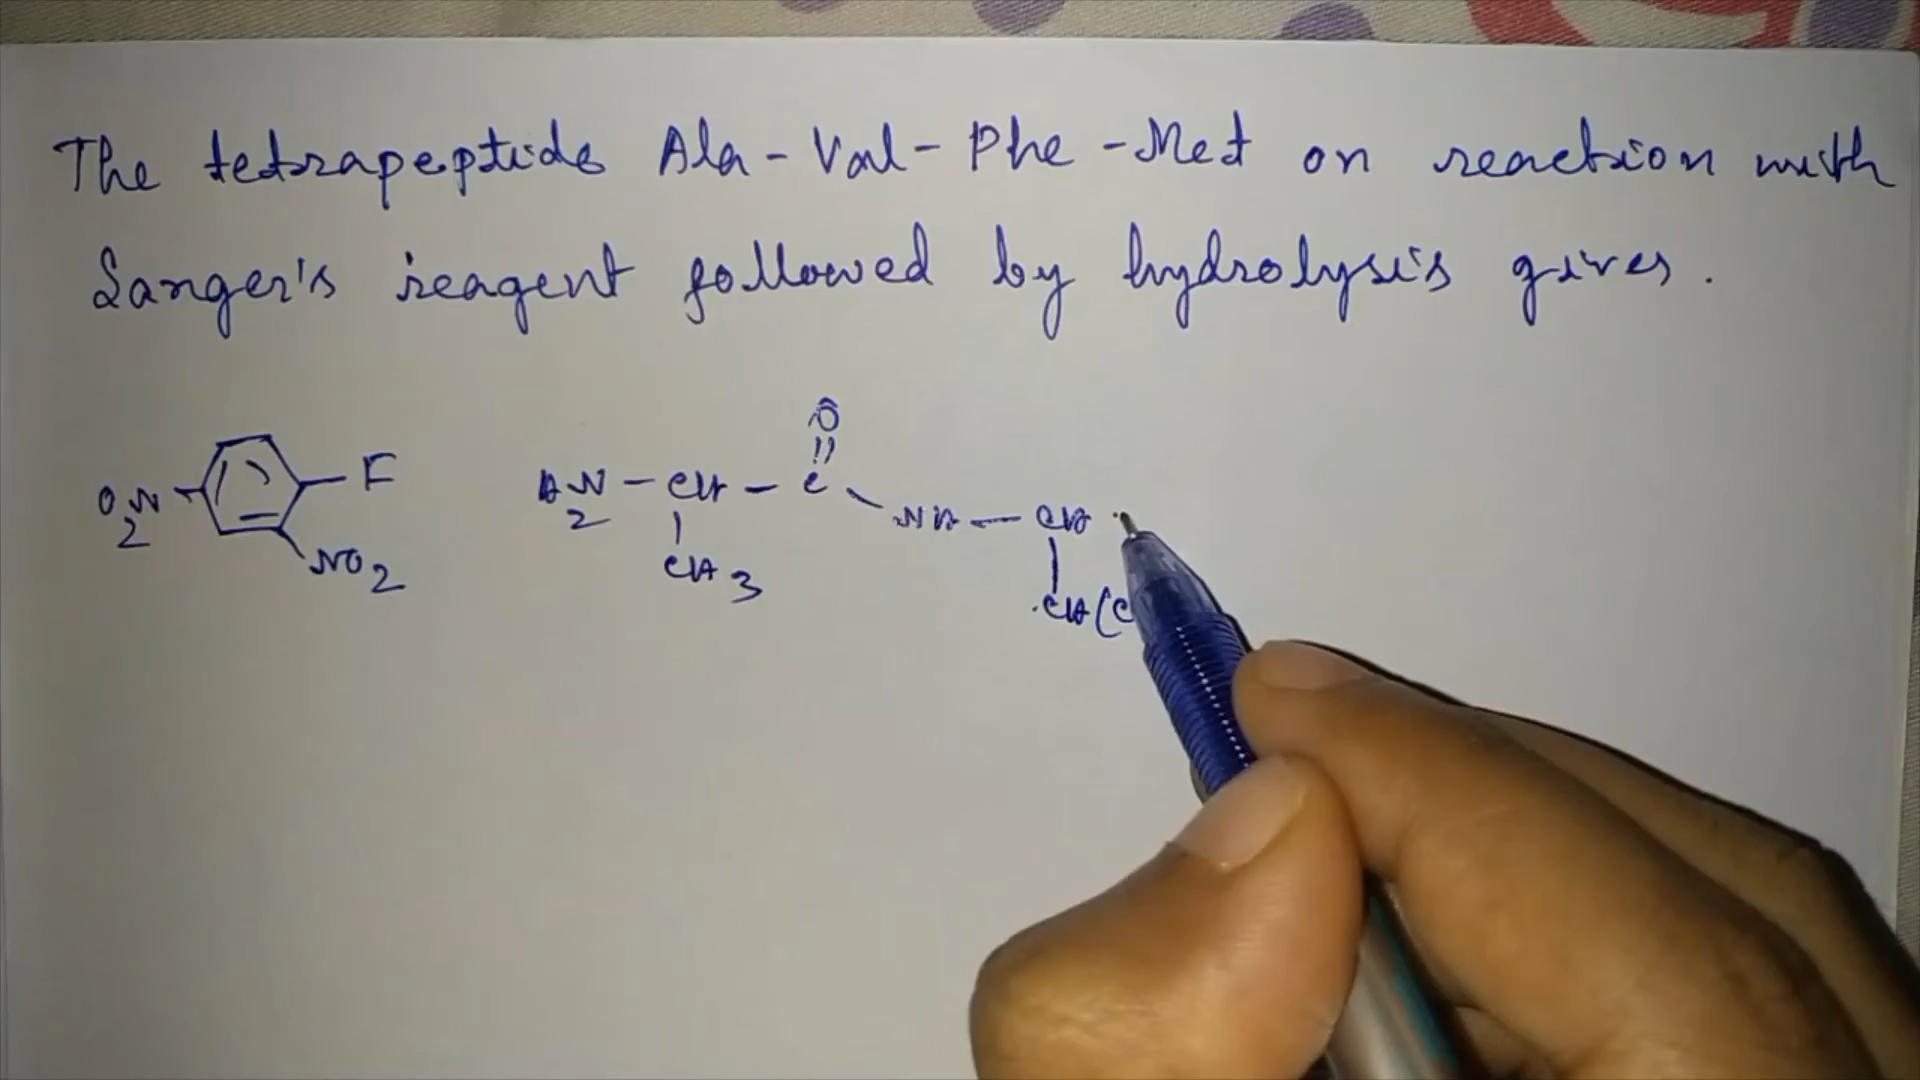 The tetrapeptide Ala-Val-Phe-Met on reaction with
Sanger's reagent followed by hydrolysis gives.
O
O2N F H2N-CH-C
NH-CH
NO2 CH3 CH(C